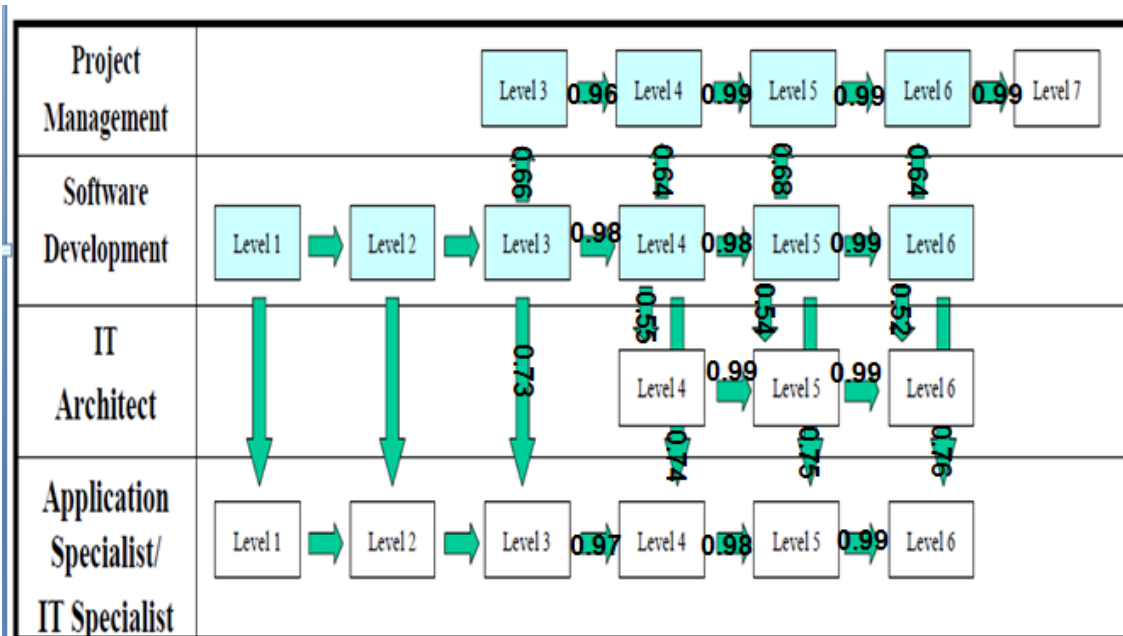 Project
Management
Level 3
0.96
Level 4
0.99
Level 5
0.99
Level 6
0.99
Level 7
0.66
0.64
0.68
0.64
Software
Development
Level 1
Level 2
Level 3
0.98
Level 4
0.98
Level 5
0.99
Level 6
0.73
0.55
0.54
0.52
IT
Architect
Level 4
0.99
Level 5
0.99
Level 6
0.74
0.75
0.76
Application
Specialist/
IT Specialist
Level 1
Level 2
Level 3
0.97
Level 4
0.98
Level 5
0.99
Level 6